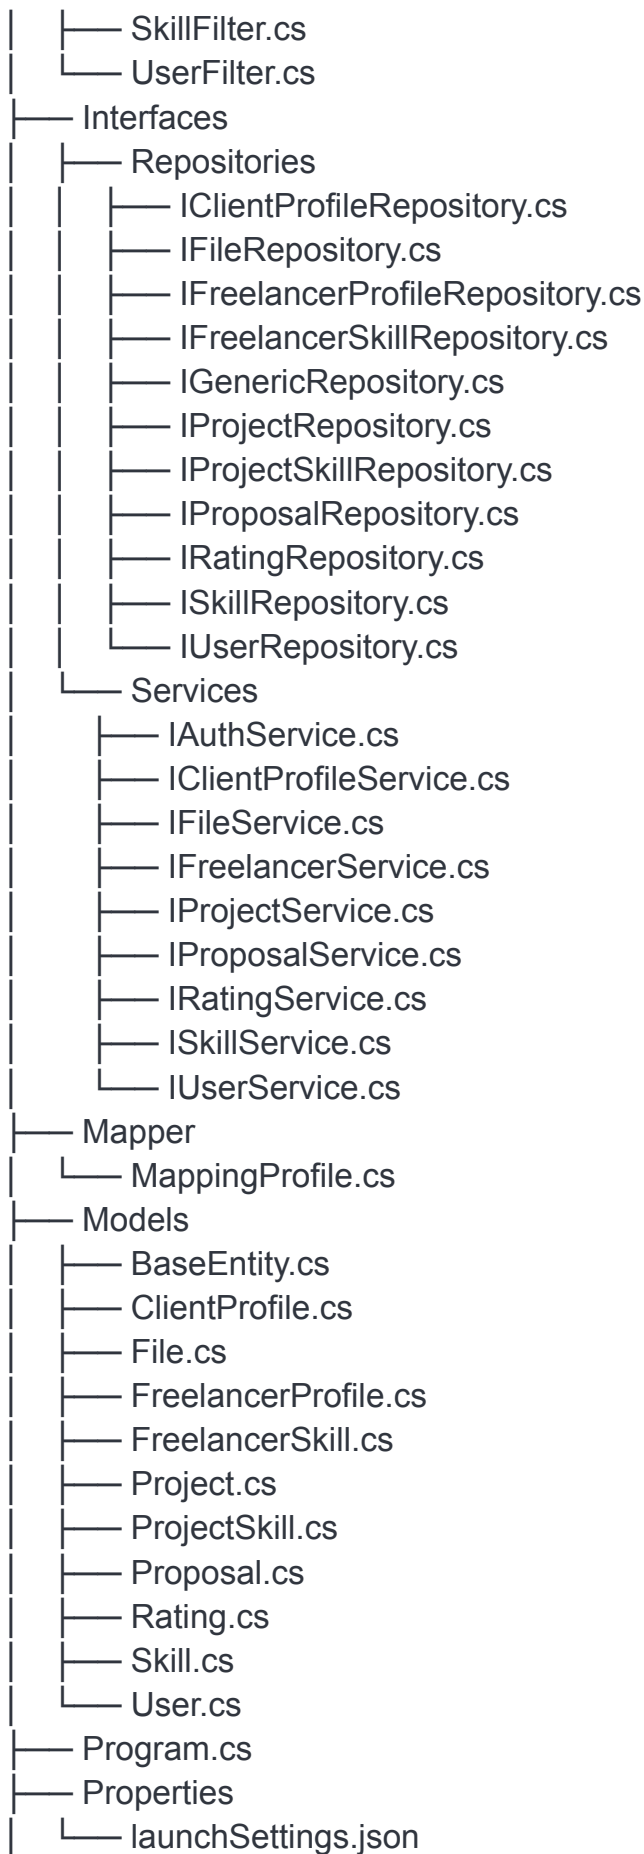 │   ├── SkillFilter.cs
│   └── UserFilter.cs
├── Interfaces
│   ├── Repositories
│   │   ├── IClientProfileRepository.cs
│   │   ├── IFileRepository.cs
│   │   ├── IFreelancerProfileRepository.cs
│   │   ├── IFreelancerSkillRepository.cs
│   │   ├── IGenericRepository.cs
│   │   ├── IProjectRepository.cs
│   │   ├── IProjectSkillRepository.cs
│   │   ├── IProposalRepository.cs
│   │   ├── IRatingRepository.cs
│   │   ├── ISkillRepository.cs
│   │   └── IUserRepository.cs
│   └── Services
│       ├── IAuthService.cs
│       ├── IClientProfileService.cs
│       ├── IFileService.cs
│       ├── IFreelancerService.cs
│       ├── IProjectService.cs
│       ├── IProposalService.cs
│       ├── IRatingService.cs
│       ├── ISkillService.cs
│       └── IUserService.cs
├── Mapper
│   └── MappingProfile.cs
├── Models
│   ├── BaseEntity.cs
│   ├── ClientProfile.cs
│   ├── File.cs
│   ├── FreelancerProfile.cs
│   ├── FreelancerSkill.cs
│   ├── Project.cs
│   ├── ProjectSkill.cs
│   ├── Proposal.cs
│   ├── Rating.cs
│   ├── Skill.cs
│   └── User.cs
├── Program.cs
├── Properties
│   └── launchSettings.json